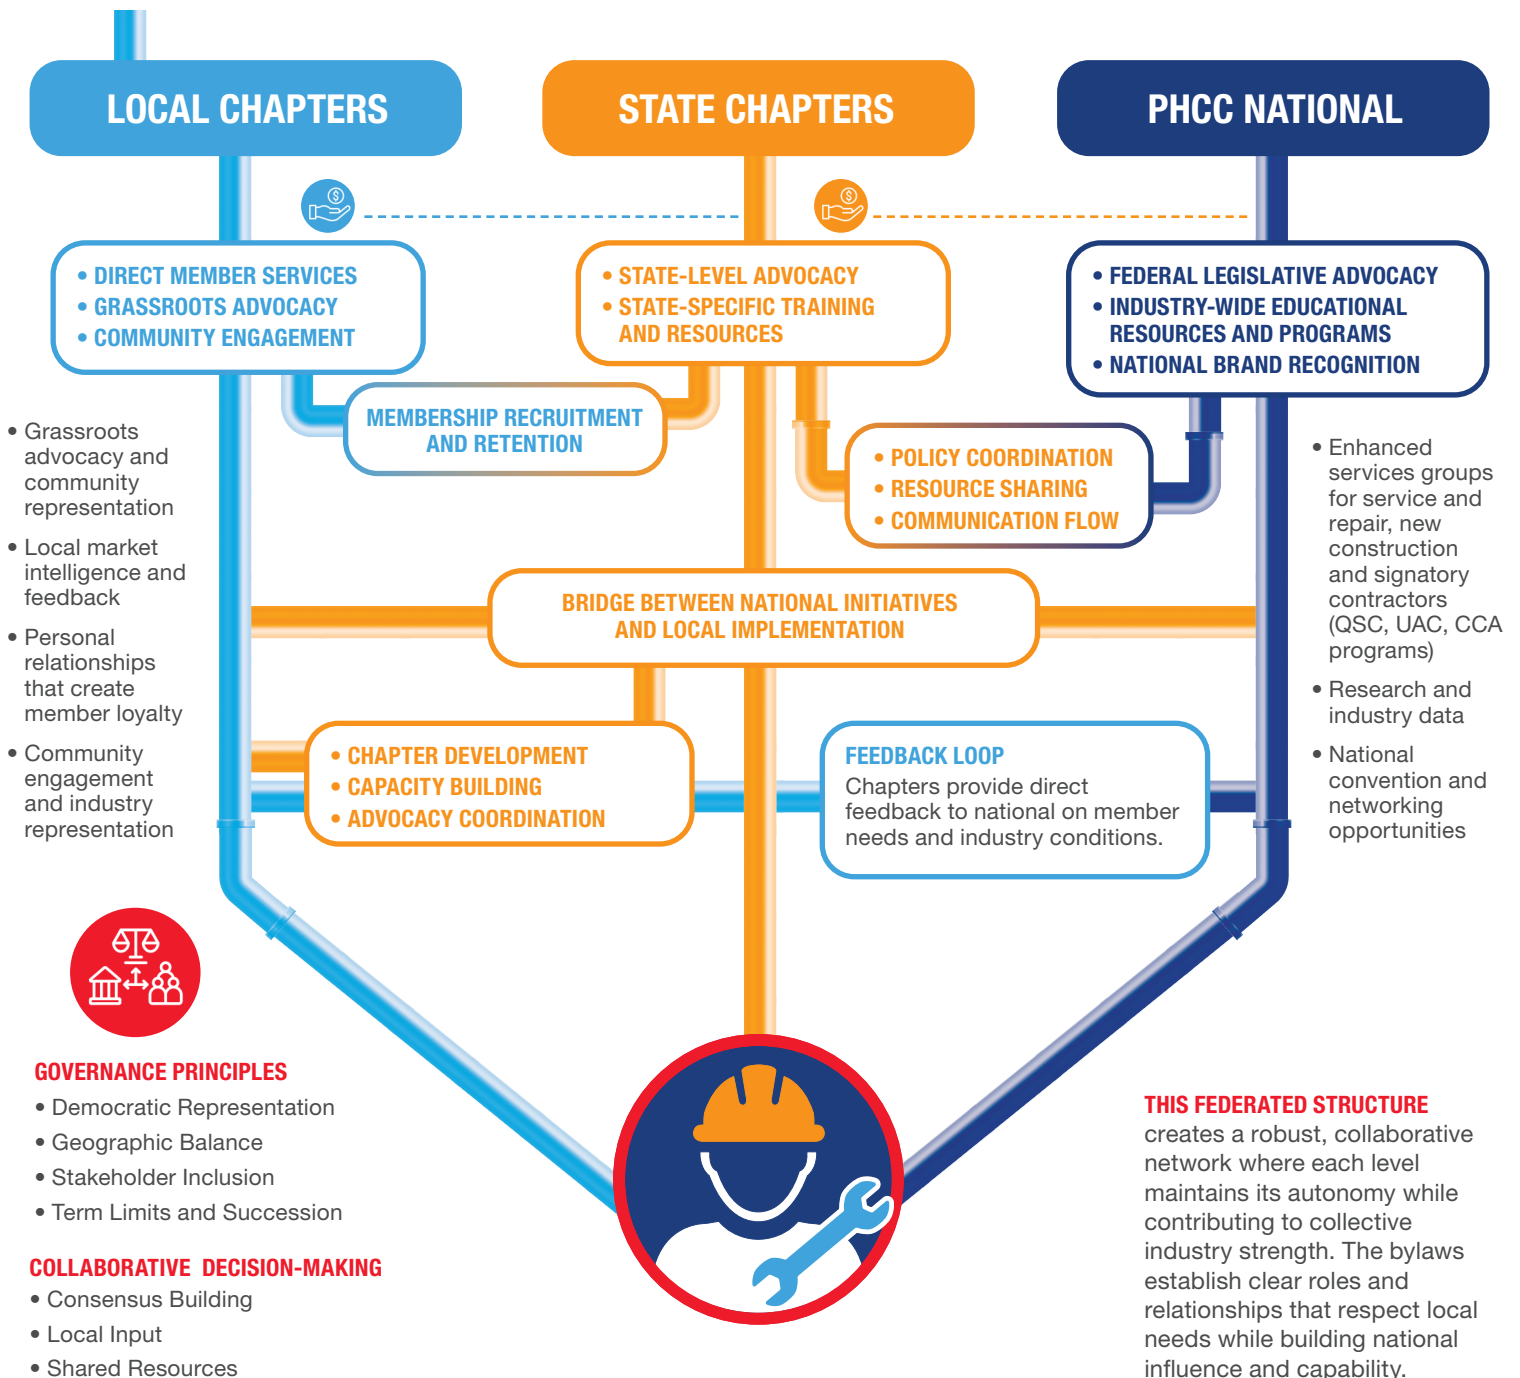 LOCAL CHAPTERS
STATE CHAPTERS
PHCC NATIONAL
$
$
• DIRECT MEMBER SERVICES
• GRASSROOTS ADVOCACY
• COMMUNITY ENGAGEMENT
• STATE-LEVEL ADVOCACY
• STATE-SPECIFIC TRAINING
AND RESOURCES
• FEDERAL LEGISLATIVE ADVOCACY
• INDUSTRY-WIDE EDUCATIONAL
RESOURCES AND PROGRAMS
• NATIONAL BRAND RECOGNITION
MEMBERSHIP RECRUITMENT
AND RETENTION
• POLICY COORDINATION
• RESOURCE SHARING
• COMMUNICATION FLOW
• Grassroots
advocacy and
community
representation
• Local market
intelligence and
feedback
• Personal
relationships
that create
member loyalty
• Community
engagement
and industry
representation
BRIDGE BETWEEN NATIONAL INITIATIVES
AND LOCAL IMPLEMENTATION
• CHAPTER DEVELOPMENT
• CAPACITY BUILDING
• ADVOCACY COORDINATION
FEEDBACK LOOP
Chapters provide direct
feedback to national on member
needs and industry conditions.
• Enhanced
services groups
for service and
repair, new
construction
and signatory
contractors
(QSC, UAC, CCA
programs)
• Research and
industry data
• National
convention and
networking
opportunities
GOVERNANCE PRINCIPLES
• Democratic Representation
• Geographic Balance
• Stakeholder Inclusion
• Term Limits and Succession
COLLABORATIVE DECISION-MAKING
• Consensus Building
• Local Input
• Shared Resources
THIS FEDERATED STRUCTURE
creates a robust, collaborative
network where each level
maintains its autonomy while
contributing to collective
industry strength. The bylaws
establish clear roles and
relationships that respect local
needs while building national
influence and capability.